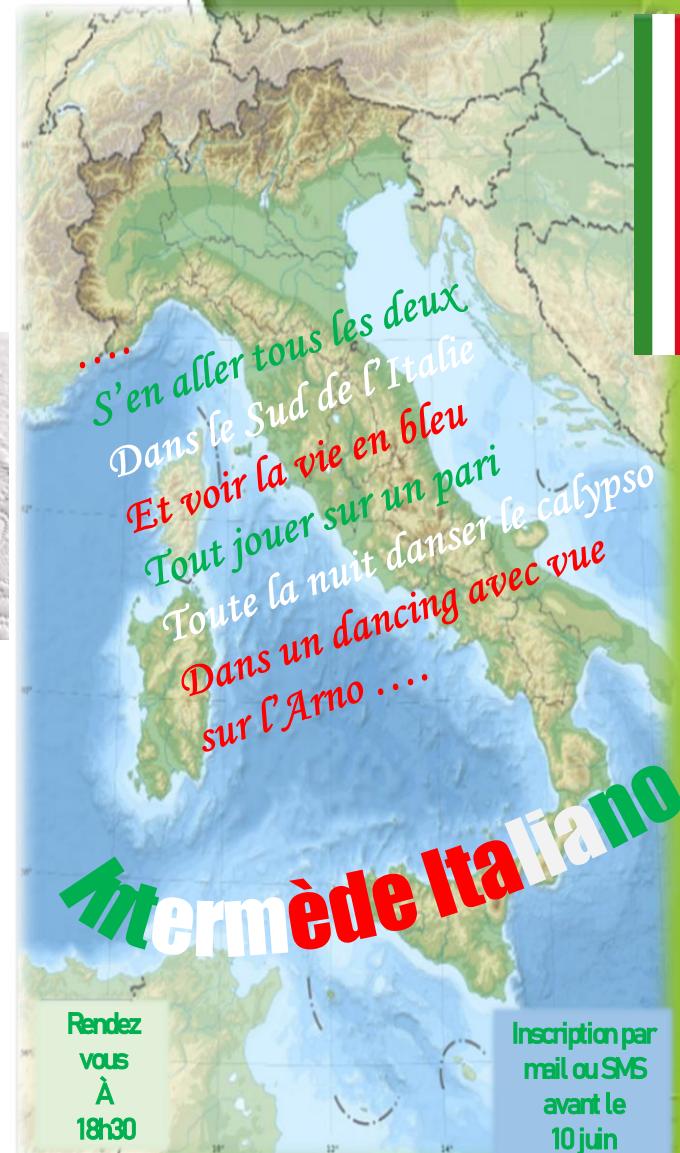 ....
S'en aller tous les deux
Dans le Sud de l'Italie
Et voir la vie en bleu
Tout jouer sur un pari
Toute la nuit danser le calypso
Dans un dancing avec vue
sur l'Arno ....
Intermède Italiano
Rendez
vous
À
18h30
Inscription par
mail ou SMS
avant le
10 juin